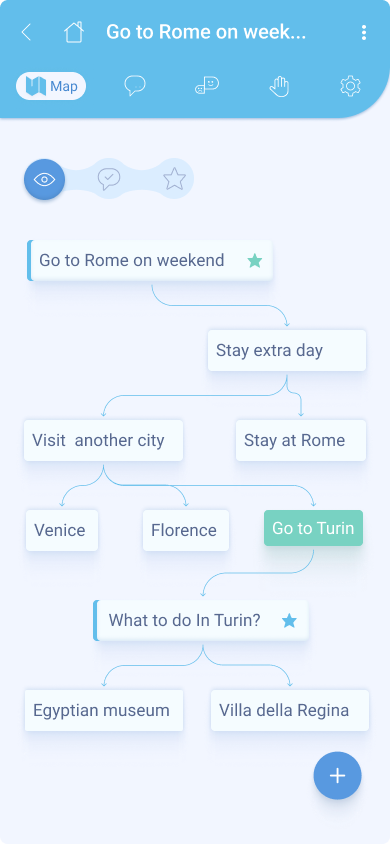 Go to Rome on week...
Map
Go to Rome on weekend
Stay extra day
Visit another city
Stay at Rome
Venice
Florence
Go to Turin
What to do In Turin?
Egyptian museum
Villa della Regina